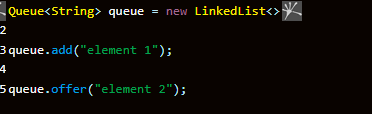 Queue<String> queue = new LinkedList<>
2
3queue.add("element 1");
4
5queue.offer("element 2");